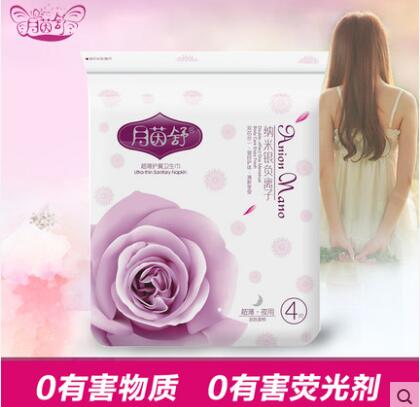 月茵舒
月茵舒
超薄护翼卫生巾
Ultra-thin Sanitary Napkin
Anion Nano
纳米银负离子
超薄·夜用
4片
0有害物质 0有害荧光剂